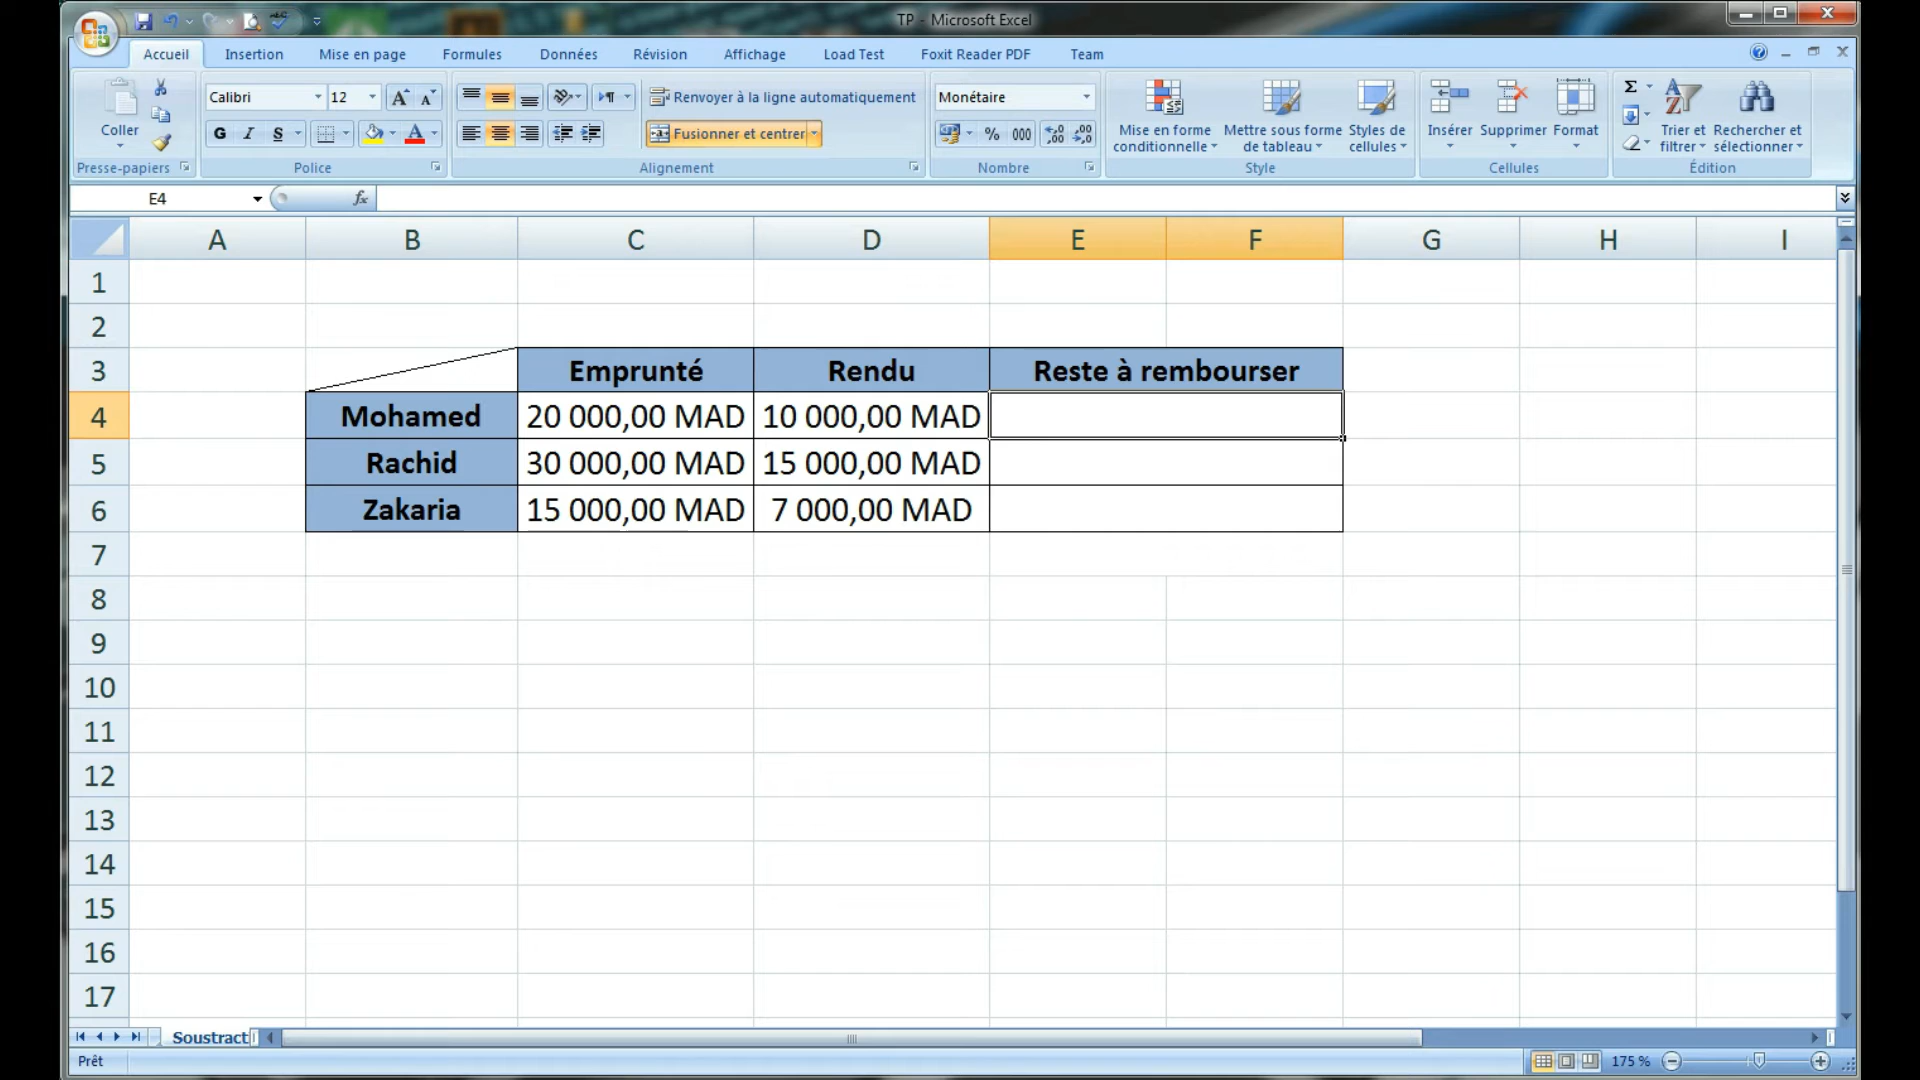 TP - Microsoft Excel
Accueil Insertion Mise en page Formules Données Révision Affichage Load Test Foxit Reader PDF Team
Coller
Presse-papiers
Calibri 12
G I S A
Police
Renvoyer à la ligne automatiquement
Fusionner et centrer
Alignement
Monétaire
% 000
Nombre
Mise en forme conditionnelle
Mettre sous forme de tableau
Styles de cellules
Style
Insérer Supprimer Format
Cellules
Σ
Trier et filtrer
Rechercher et sélectionner
Édition
E4 fx
A B C D E F G H I
1
2
3 Emprunté Rendu Reste à rembourser
4 Mohamed 20 000,00 MAD 10 000,00 MAD
5 Rachid 30 000,00 MAD 15 000,00 MAD
6 Zakaria 15 000,00 MAD 7 000,00 MAD
7
8
9
10
11
12
13
14
15
16
17
Soustract
Prêt 175 %